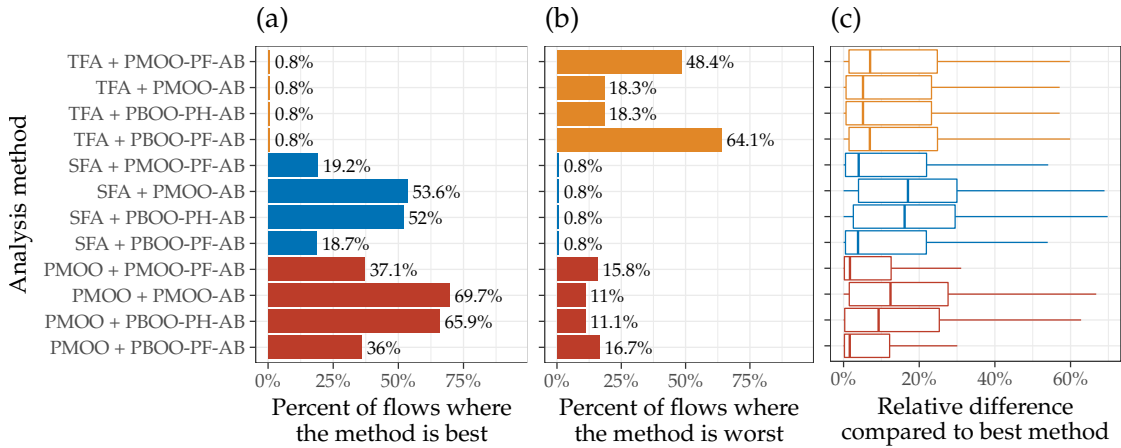 (a)
(b)
(c)
Analysis method
TFA + PMOO-PF-AB
TFA + PMOO-AB
TFA + PBOO-PH-AB
TFA + PBOO-PF-AB
SFA + PMOO-PF-AB
SFA + PMOO-AB
SFA + PBOO-PH-AB
SFA + PBOO-PF-AB
PMOO + PMOO-PF-AB
PMOO + PMOO-AB
PMOO + PBOO-PH-AB
PMOO + PBOO-PF-AB
0.8%
0.8%
0.8%
0.8%
19.2%
53.6%
52%
18.7%
37.1%
69.7%
65.9%
36%
0% 25% 50% 75%
Percent of flows where
the method is best
48.4%
18.3%
18.3%
64.1%
0.8%
0.8%
0.8%
0.8%
15.8%
11%
11.1%
16.7%
0% 25% 50% 75%
Percent of flows where
the method is worst
0% 20% 40% 60%
Relative difference
compared to best method